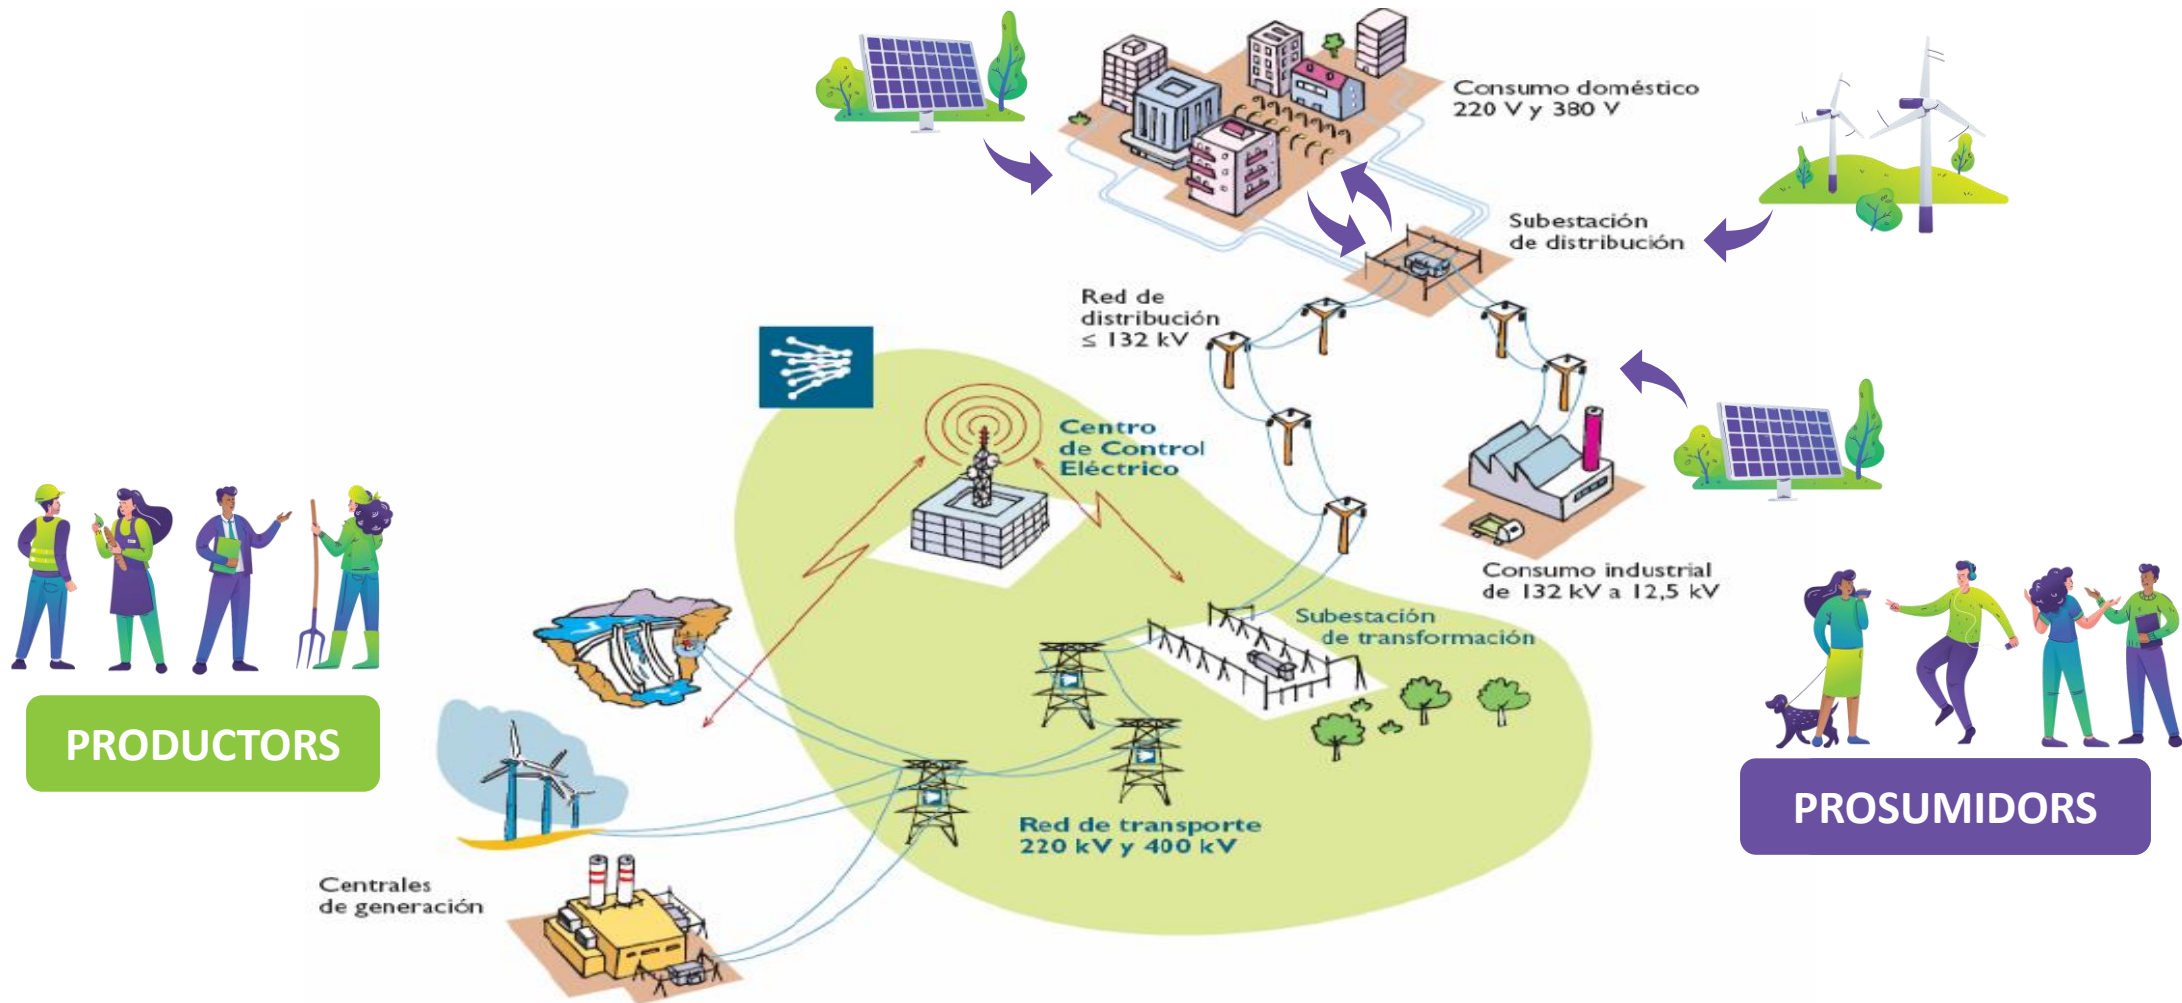 Consumo doméstico
220 V y 380 V
Subestación
de distribución
Red de
distribución
≤ 132 kV
Centro
de Control
Eléctrico
Consumo industrial
de 132 kV a 12,5 kV
Subestación
de transformación
PRODUCTORS
PROSUMIDORS
Red de transporte
220 kV y 400 kV
Centrales
de generación